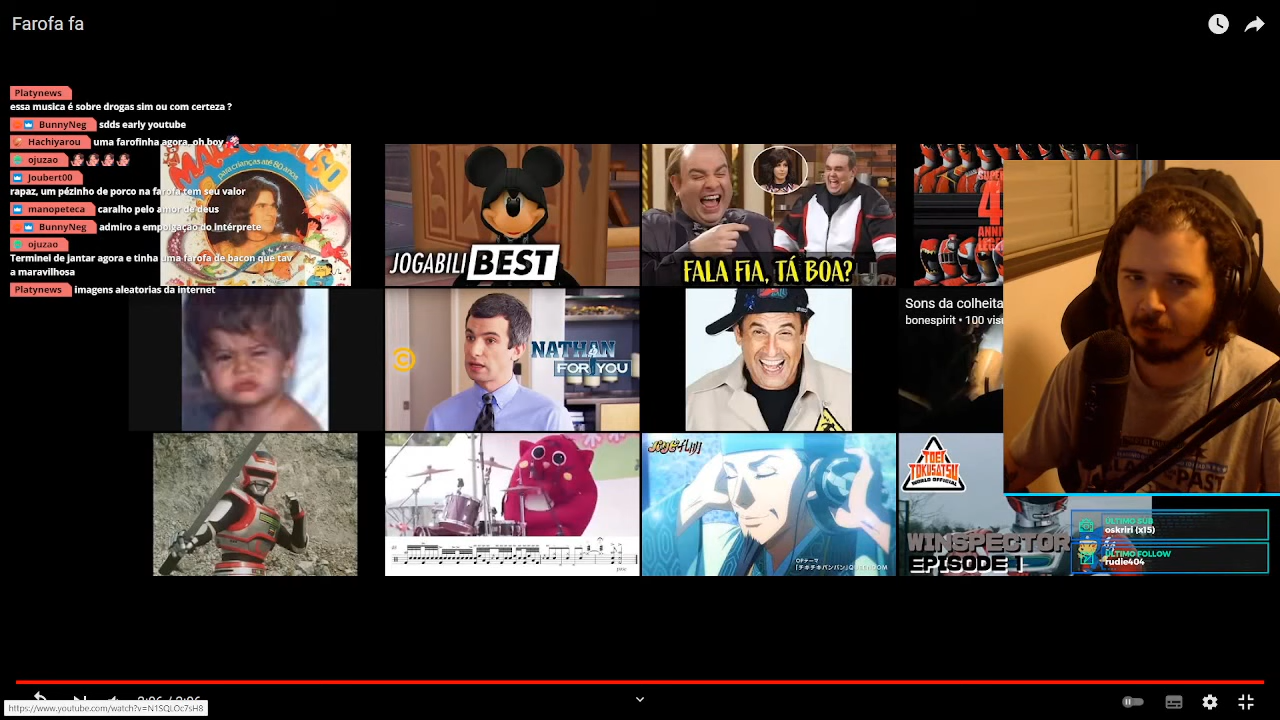 Farofa fa
Platynews
essa musica é sobre drogas sim ou com certeza ?
BunnyNeg sdds early youtube
Hachiyarou uma farofinha agora, oh boy
ojuzao
Joubert00
rapaz, um pézinho de porco na farofa tem seu valor
manopeteca caralho pelo amor de deus
BunnyNeg admiro a empolgação do intérprete
ojuzao
Terminei de jantar agora e tinha uma farofa de bacon que tav
a maravilhosa
Platynews imagens aleatorias da internet
para crianças até 80 anos
JOGABILI BEST
FALA FIA, TÁ BOA?
Sons da colheita
bonespirit • 100
NATHAN
FOR YOU
TOEI
TOKUSATSU
WORLD OFFICIAL
WINSPECTOR
EPISODE 1
ÚLTIMO SUB
oskriri (x15)
ÚLTIMO FOLLOW
rudie404
https://www.youtube.com/watch?v=N1SQLOc7sH8